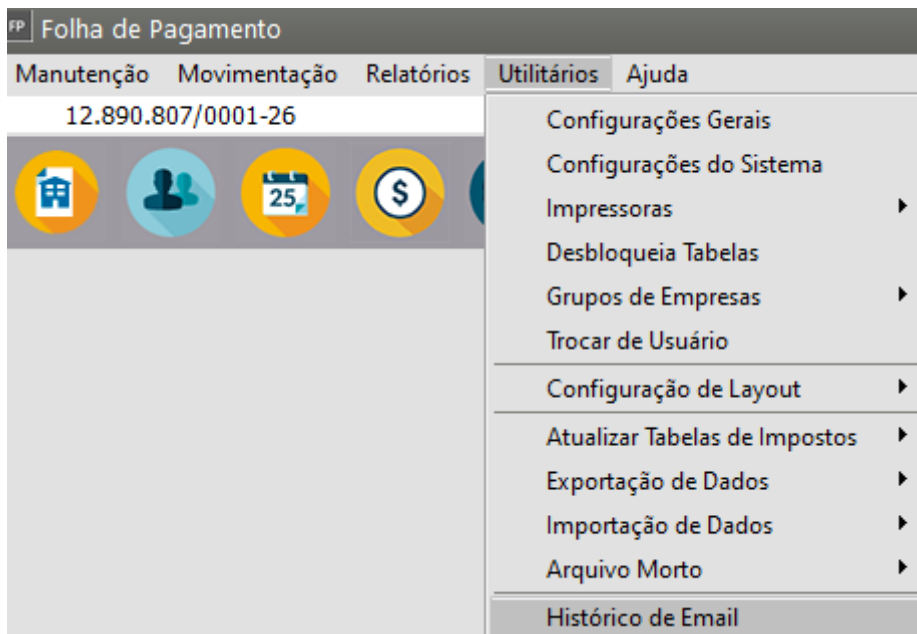 FP Folha de Pagamento
Manutenção Movimentação Relatórios Utilitários Ajuda
12.890.807/0001-26
25
$
Configurações Gerais
Configurações do Sistema
Impressoras
Desbloqueia Tabelas
Grupos de Empresas
Trocar de Usuário
Configuração de Layout
Atualizar Tabelas de Impostos
Exportação de Dados
Importação de Dados
Arquivo Morto
Histórico de Email